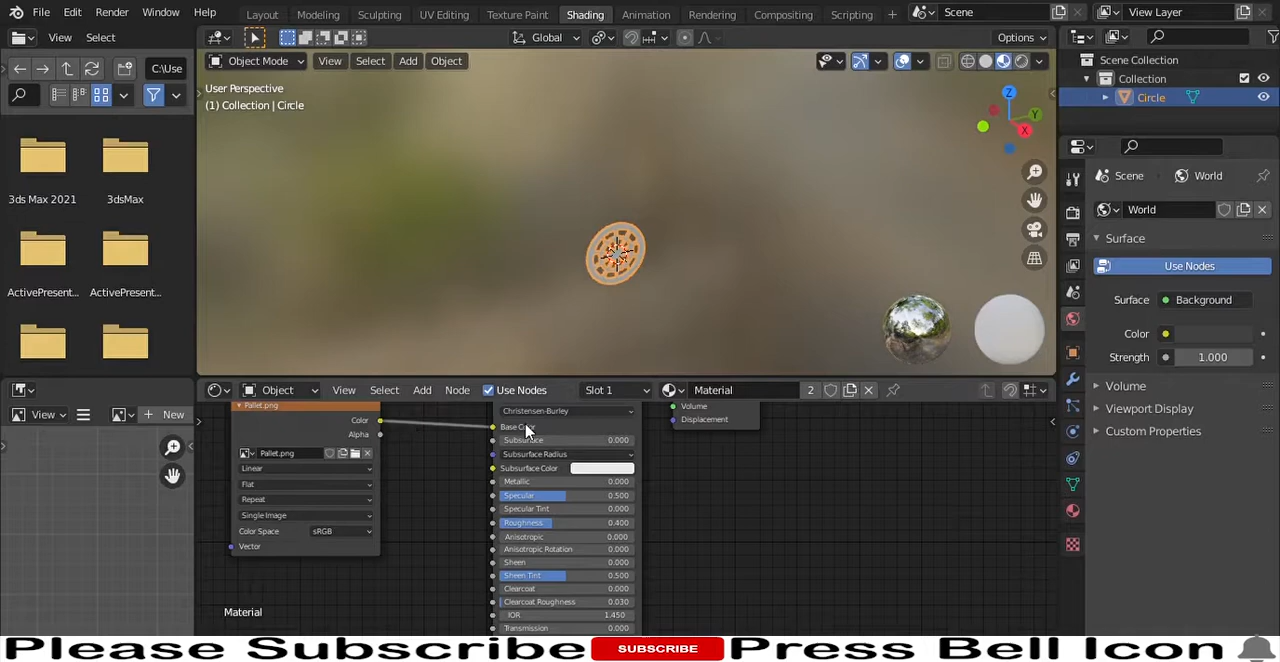 File Edit Render Window Help Layout Modeling Sculpting UV Editing Texture Paint Shading Animation Rendering Compositing Scripting Scene View Layer
View Select Global Options
C:\Use Object Mode View Select Add Object Scene Collection
Collection
User Perspective
(1) Collection | Circle
Circle
Z
Y
X
3ds Max 2021 3dsMax
Scene World
World
Surface
Use Nodes
ActivePresent... ActivePresent...
Surface Background
Color
Strength 1.000
Volume
Viewport Display
Custom Properties
Object View Select Add Node Use Nodes Slot 1 Material 2
View New
Pallet.png
Color
Alpha
Pallet.png
Linear
Flat
Repeat
Single Image
Color Space sRGB
Vector
Christensen-Burley
Base Color
Subsurface 0.000
Subsurface Radius
Subsurface Color
Metallic 0.000
Specular 0.500
Specular Tint 0.000
Roughness 0.400
Anisotropic 0.000
Anisotropic Rotation 0.000
Sheen 0.000
Sheen Tint 0.500
Clearcoat 0.000
Clearcoat Roughness 0.030
IOR 1.450
Transmission 0.000
Volume
Displacement
Material
Please Subscribe SUBSCRIBE Press Bell Icon